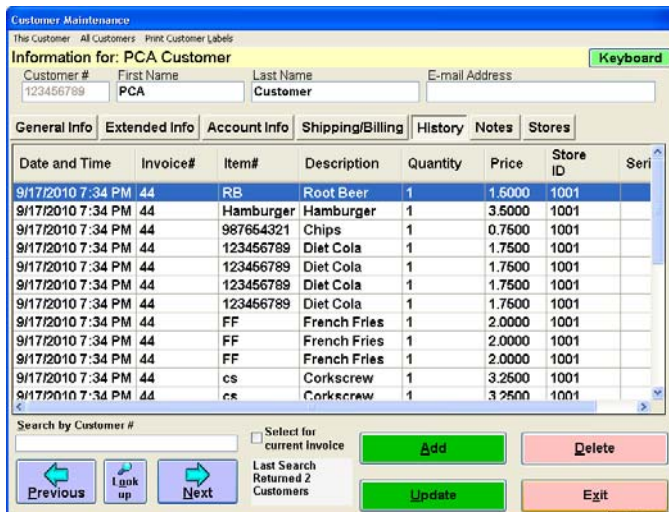 Customer Maintenance
This Customer All Customers Print Customer Labels
Information for: PCA Customer Keyboard
Customer # First Name Last Name E-mail Address
123456789 PCA Customer
General Info Extended Info Account Info Shipping/Billing History Notes Stores
Date and Time Invoice# Item# Description Quantity Price Store ID Seri
9/17/2010 7:34 PM 44 RB Root Beer 1 1.5000 1001
9/17/2010 7:34 PM 44 Hamburger Hamburger 1 3.5000 1001
9/17/2010 7:34 PM 44 987654321 Chips 1 0.7500 1001
9/17/2010 7:34 PM 44 123456789 Diet Cola 1 1.7500 1001
9/17/2010 7:34 PM 44 123456789 Diet Cola 1 1.7500 1001
9/17/2010 7:34 PM 44 123456789 Diet Cola 1 1.7500 1001
9/17/2010 7:34 PM 44 123456789 Diet Cola 1 1.7500 1001
9/17/2010 7:34 PM 44 FF French Fries 1 2.0000 1001
9/17/2010 7:34 PM 44 FF French Fries 1 2.0000 1001
9/17/2010 7:34 PM 44 FF French Fries 1 2.0000 1001
9/17/2010 7:34 PM 44 cs Corkscrew 1 3.2500 1001
9/17/2010 7:34 PM 44 cs Corkscrew 1 3.2500 1001
Search by Customer #
Select for
current Invoice
Add Delete
Previous Look up Next
Last Search
Returned 2
Customers
Update Exit